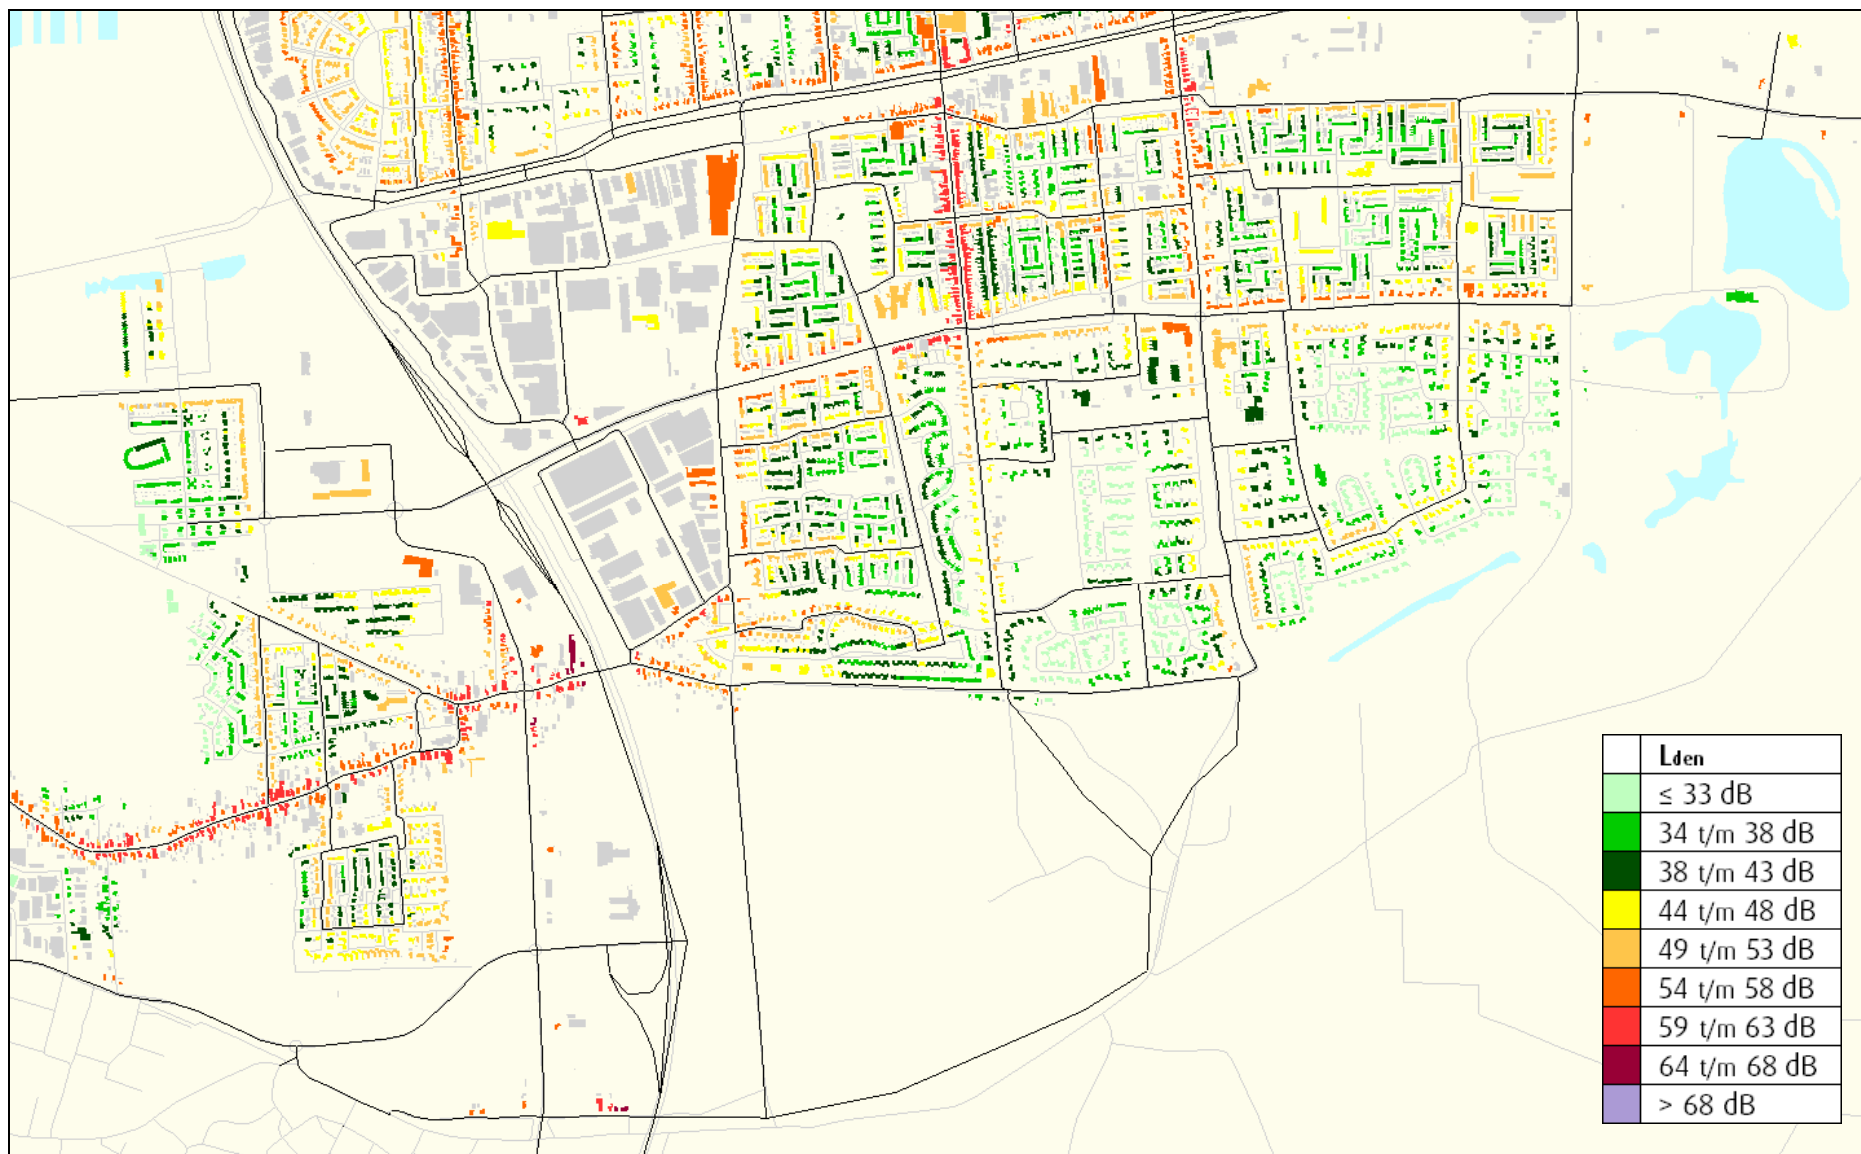 Lden
≤ 33 dB
34 t/m 38 dB
38 t/m 43 dB
44 t/m 48 dB
49 t/m 53 dB
54 t/m 58 dB
59 t/m 63 dB
64 t/m 68 dB
> 68 dB